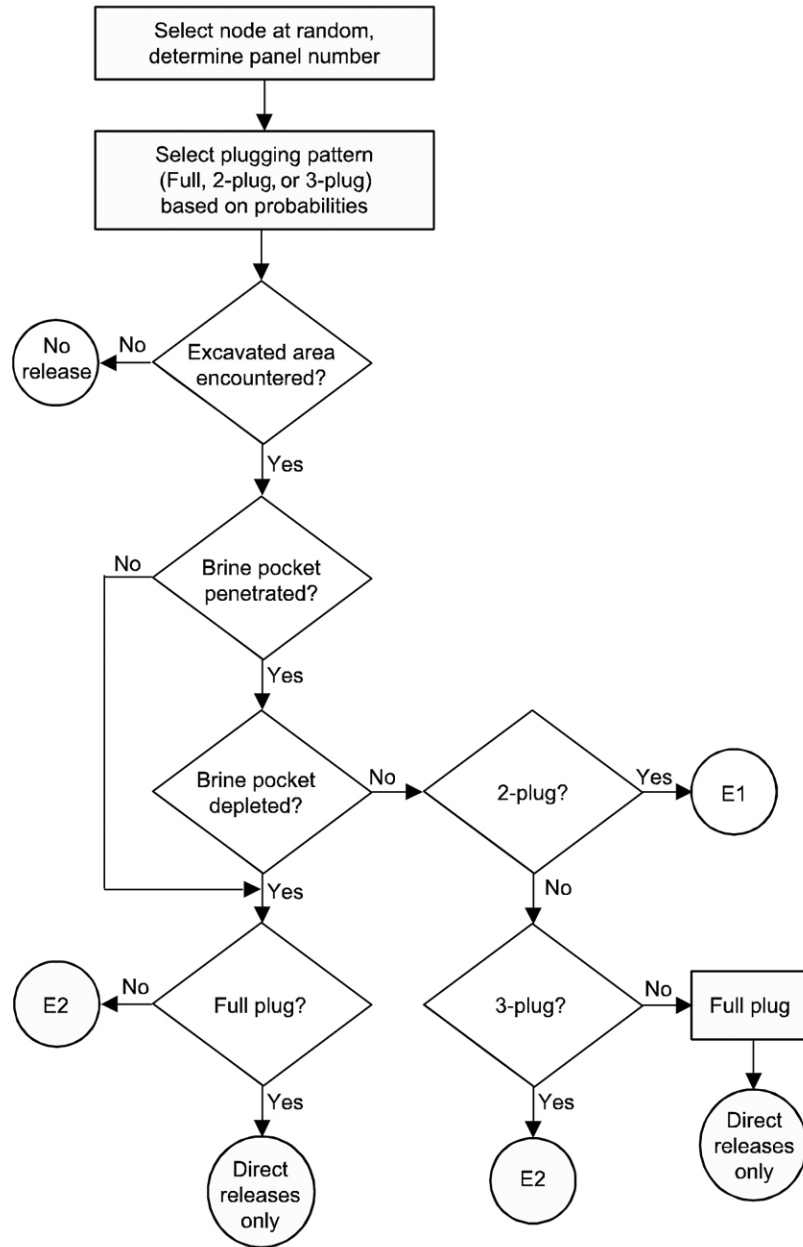 Select node at random,
determine panel number
Select plugging pattern
(Full, 2-plug, or 3-plug)
based on probabilities
No
release
No
Excavated area
encountered?
Yes
No
Brine pocket
penetrated?
Yes
Brine pocket
depleted?
No
2-plug?
Yes
E1
Yes
No
E2
No
Full plug?
3-plug?
No
Full plug
Yes
Yes
Direct
releases
only
E2
Direct
releases
only